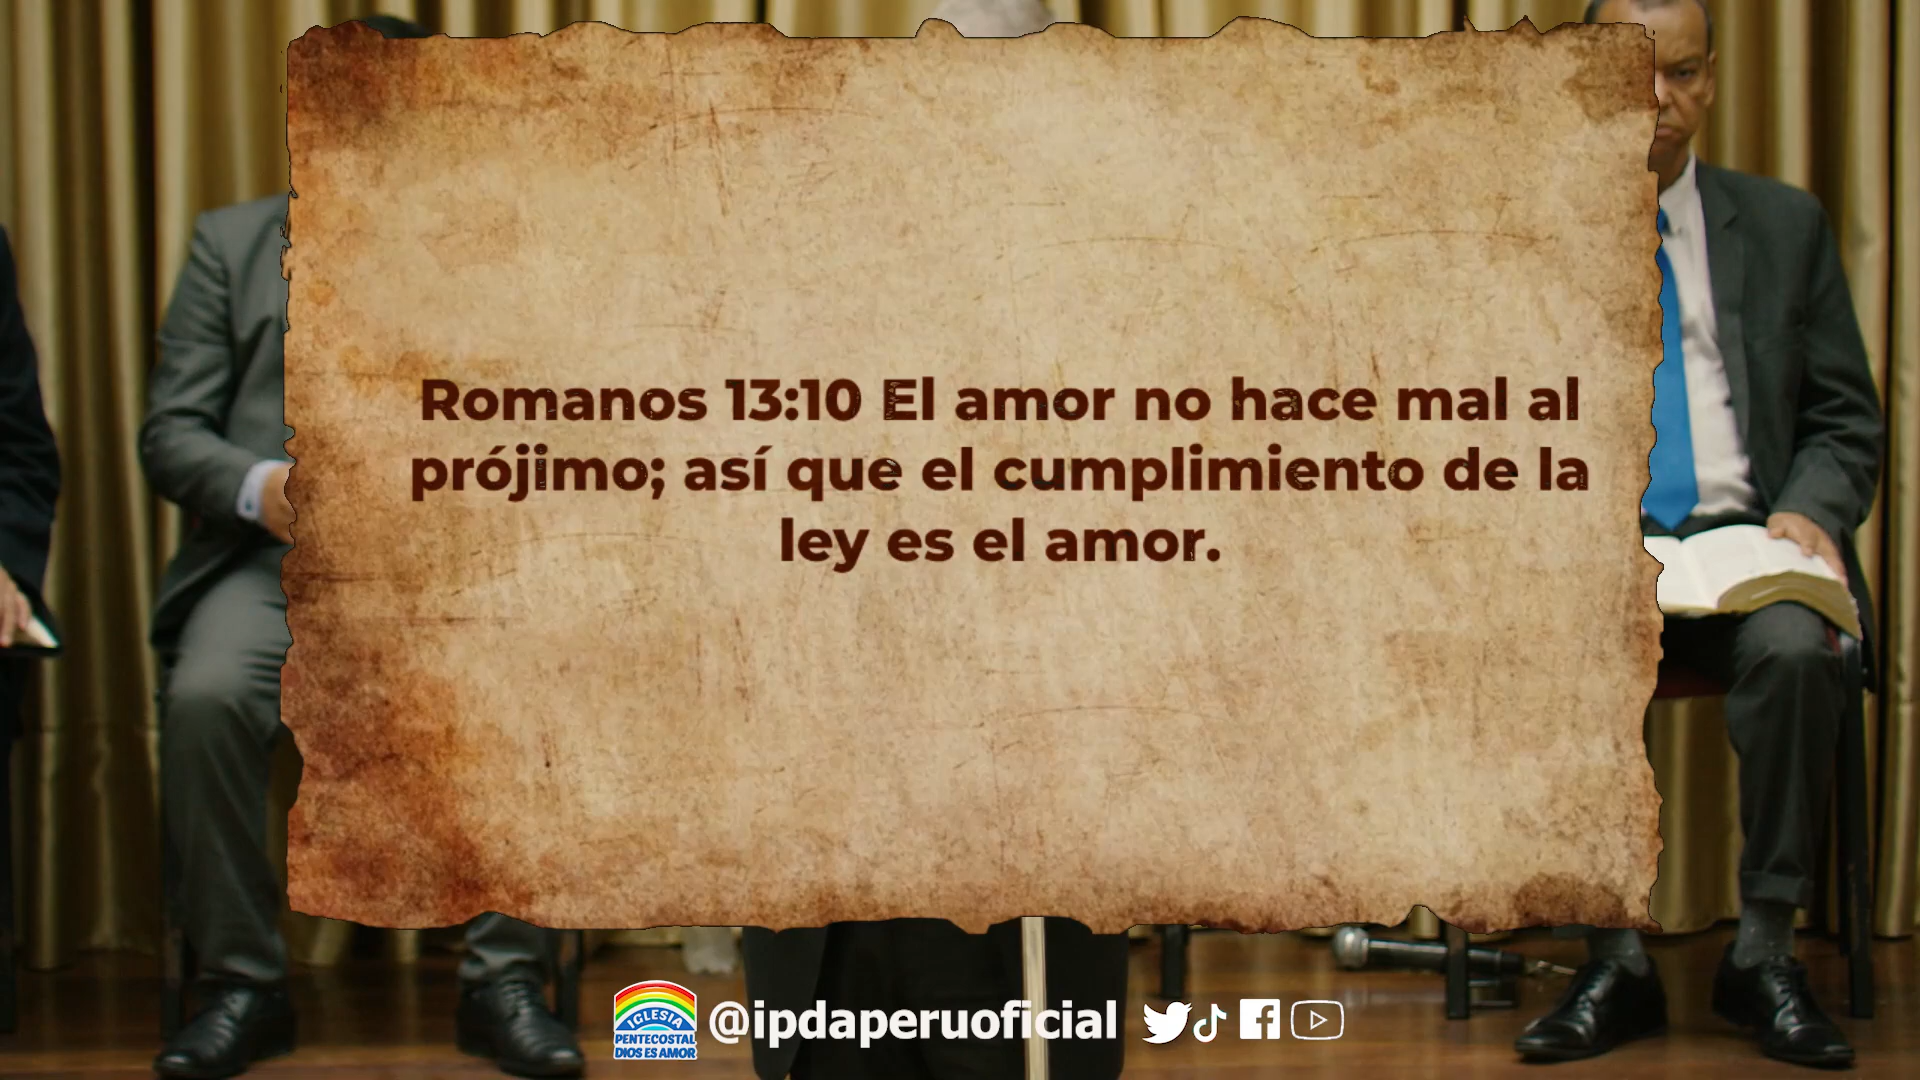 Romanos 13:10 El amor no hace mal al
prójimo; así que el cumplimiento de la
ley es el amor.
IGLESIA
PENTECOSTAL
DIOS ES AMOR
@ipdaperuoficial